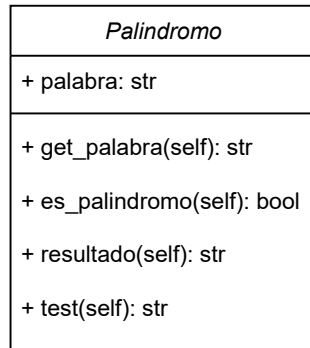 Palindromo
+ palabra: str
+ get_palabra(self): str
+ es_palindromo(self): bool
+ resultado(self): str
+ test(self): str